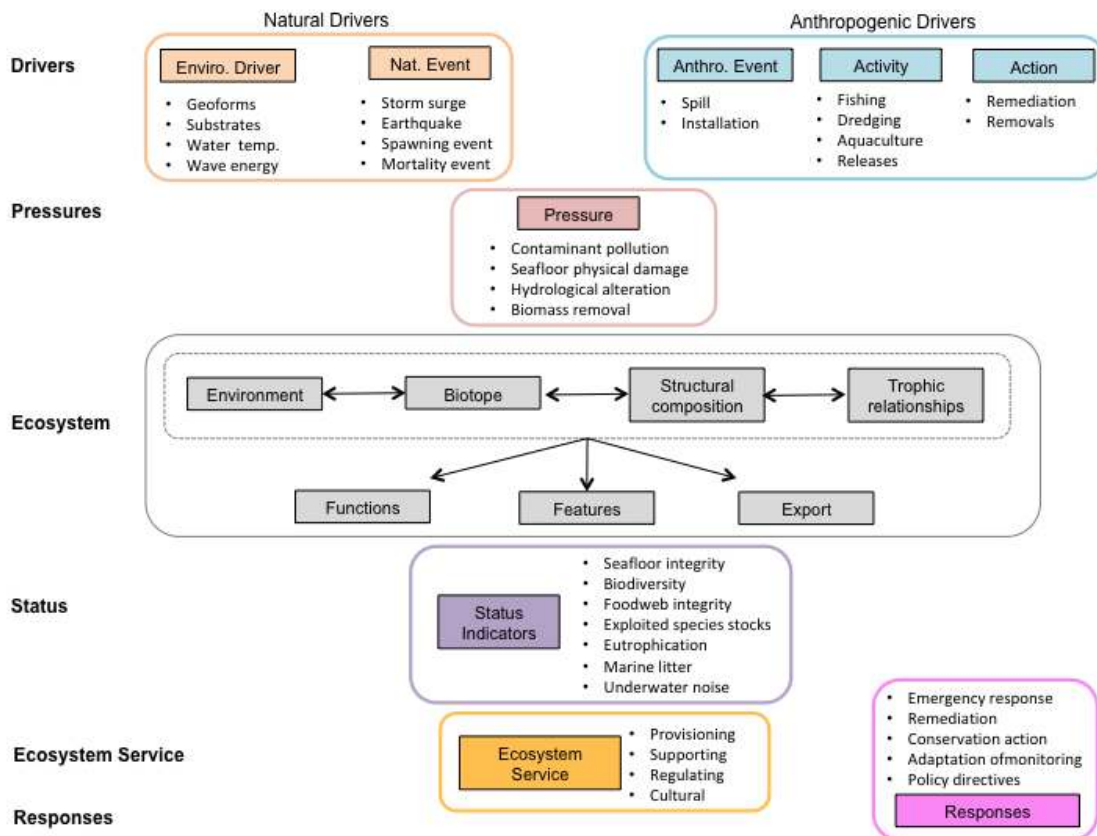 Natural Drivers
Anthropogenic Drivers
Drivers
Enviro. Driver
• Geoforms
• Substrates
• Water temp.
• Wave energy
Nat. Event
• Storm surge
• Earthquake
• Spawning event
• Mortality event
Anthro. Event
• Spill
• Installation
Activity
• Fishing
• Dredging
• Aquaculture
• Releases
Action
• Remediation
• Removals
Pressures
Pressure
• Contaminant pollution
• Seafloor physical damage
• Hydrological alteration
• Biomass removal
Ecosystem
Environment
Biotope
Structural
composition
Trophic
relationships
Functions
Features
Export
Status
Status
Indicators
• Seafloor integrity
• Biodiversity
• Foodweb integrity
• Exploited species stocks
• Eutrophication
• Marine litter
• Underwater noise
Ecosystem Service
Ecosystem
Service
• Provisioning
• Supporting
• Regulating
• Cultural
Responses
• Emergency response
• Remediation
• Conservation action
• Adaptation ofmonitoring
• Policy directives
Responses